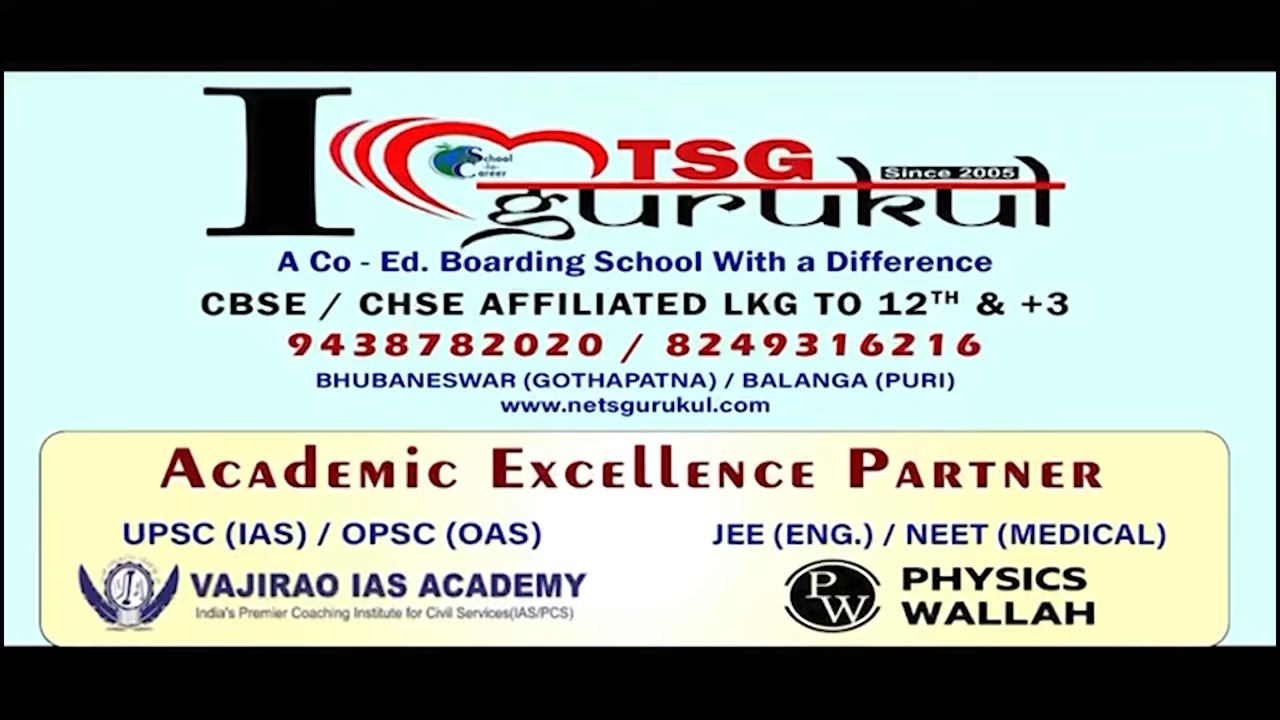 I TSG
School
-to-
Career
gurukul
Since 2005
A Co - Ed. Boarding School With a Difference
CBSE / CHSE AFFILIATED LKG TO 12TH & +3
9438782020 / 8249316216
BHUBANESWAR (GOTHAPATNA) / BALANGA (PURI)
www.netsgurukul.com
ACADEMIC EXCELLENCE PARTNER
UPSC (IAS) / OPSC (OAS)
VAJIRAO IAS ACADEMY
India's Premier Coaching Institute for Civil Services(IAS/PCS)
JEE (ENG.) / NEET (MEDICAL)
PW
PHYSICS
WALLAH